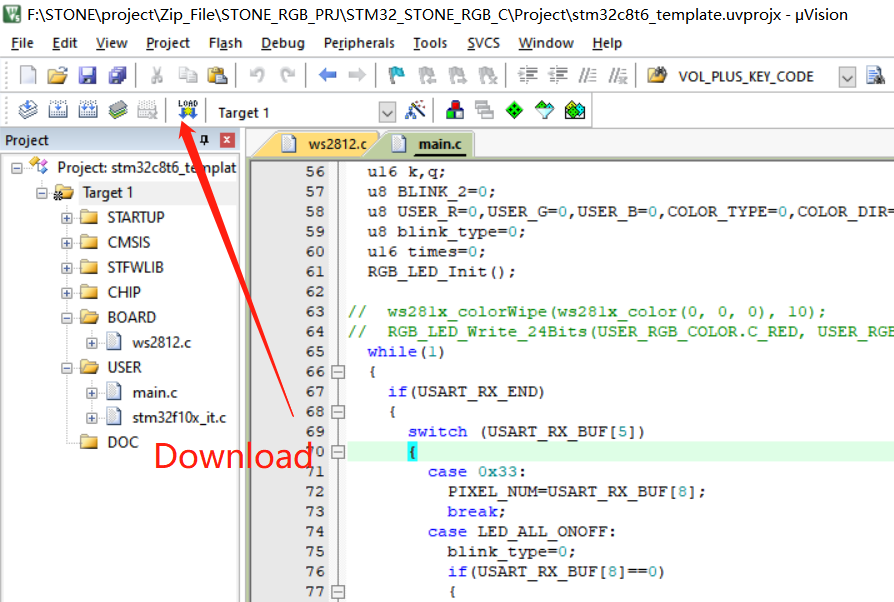 F:\STONE\project\Zip_File\STONE_RGB_PRJ\STM32_STONE_RGB_C\Project\stm32c8t6_template.uvprojx - µVision
File Edit View Project Flash Debug Peripherals Tools SVCS Window Help
VOL_PLUS_KEY_CODE
LOAD Target 1
Project
ws2812.c main.c
Project: stm32c8t6_templat
Target 1
STARTUP
CMSIS
STFWLIB
CHIP
BOARD
ws2812.c
USER
main.c
stm32f10x_it.c
DOC
Download
56 u16 k,q;
57 u8 BLINK_2=0;
58 u8 USER_R=0,USER_G=0,USER_B=0,COLOR_TYPE=0,COLOR_DIR=
59 u8 blink_type=0;
60 u16 times=0;
61 RGB_LED_Init();
62
63 // ws281x_colorWipe(ws281x_color(0, 0, 0), 10);
64 // RGB_LED_Write_24Bits(USER_RGB_COLOR.C_RED, USER_RGB
65 while(1)
66 {
67 if(USART_RX_END)
68 {
69 switch (USART_RX_BUF[5])
70 {
71 case 0x33:
72 PIXEL_NUM=USART_RX_BUF[8];
73 break;
74 case LED_ALL_ONOFF:
75 blink_type=0;
76 if(USART_RX_BUF[8]==0)
77 {